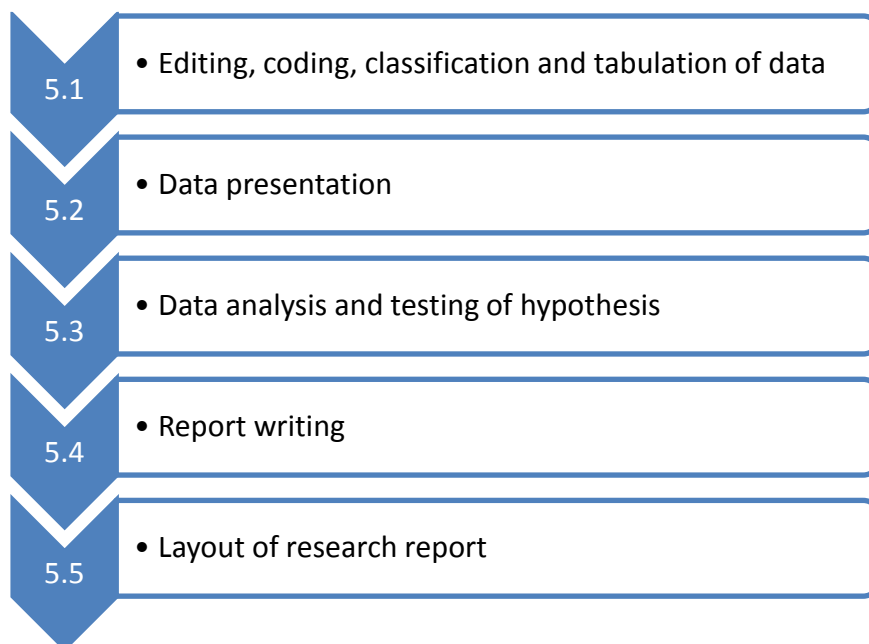 5.1
• Editing, coding, classification and tabulation of data
5.2
• Data presentation
5.3
• Data analysis and testing of hypothesis
5.4
• Report writing
5.5
• Layout of research report